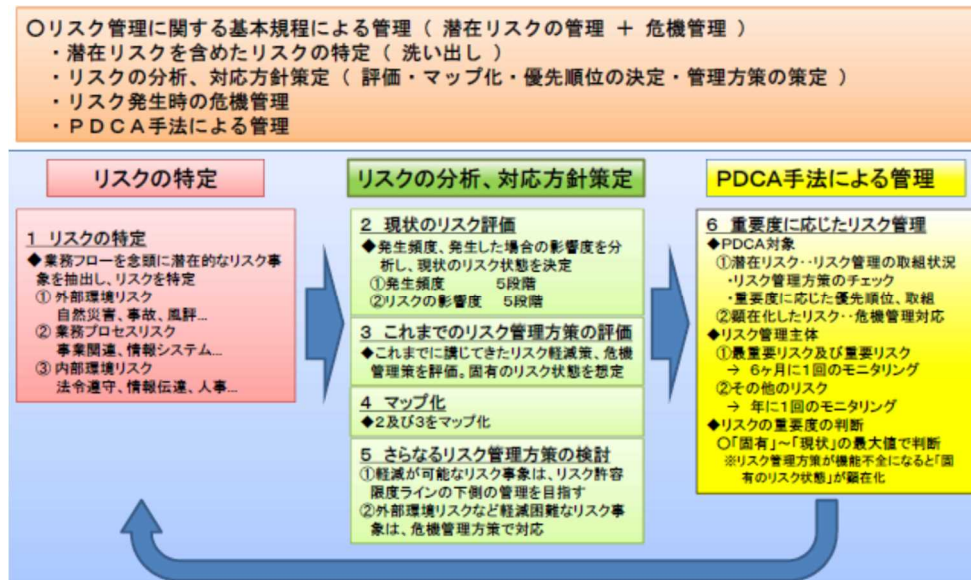 ○リスク管理に関する基本規程による管理（ 潜在リスクの管理 ＋ 危機管理 ）
・潜在リスクを含めたリスクの特定（ 洗い出し ）
・リスクの分析、対応方針策定（ 評価・マップ化・優先順位の決定・管理方策の策定 ）
・リスク発生時の危機管理
・ＰＤＣＡ手法による管理
リスクの特定
1 リスクの特定
◆業務フローを念頭に潜在的なリスク事
象を抽出し、リスクを特定
① 外部環境リスク
自然災害、事故、風評…
② 業務プロセスリスク
事業関連、情報システム…
③ 内部環境リスク
法令遵守、情報伝達、人事…
リスクの分析、対応方針策定
2 現状のリスク評価
◆発生頻度、発生した場合の影響度を分
析し、現状のリスク状態を決定
①発生頻度 5段階
②リスクの影響度 5段階
3 これまでのリスク管理方策の評価
◆これまでに講じてきたリスク軽減策、危機
管理策を評価。固有のリスク状態を想定
4 マップ化
◆2及び3をマップ化
5 さらなるリスク管理方策の検討
①軽減が可能なリスク事象は、リスク許容
限度ラインの下側の管理を目指す
②外部環境リスクなど軽減困難なリスク事
象は、危機管理方策で対応
PDCA手法による管理
6 重要度に応じたリスク管理
◆PDCA対象
①潜在リスク‥リスク管理の取組状況
・リスク管理方策のチェック
・重要度に応じた優先順位、取組
②顕在化したリスク‥危機管理対応
◆リスク管理主体
①最重要リスク及び重要リスク
→ 6ヶ月に1回のモニタリング
②その他のリスク
→ 年に1回のモニタリング
◆リスクの重要度の判断
○「固有」～「現状」の最大値で判断
※リスク管理方策が機能不全になると「固
有のリスク状態」が顕在化